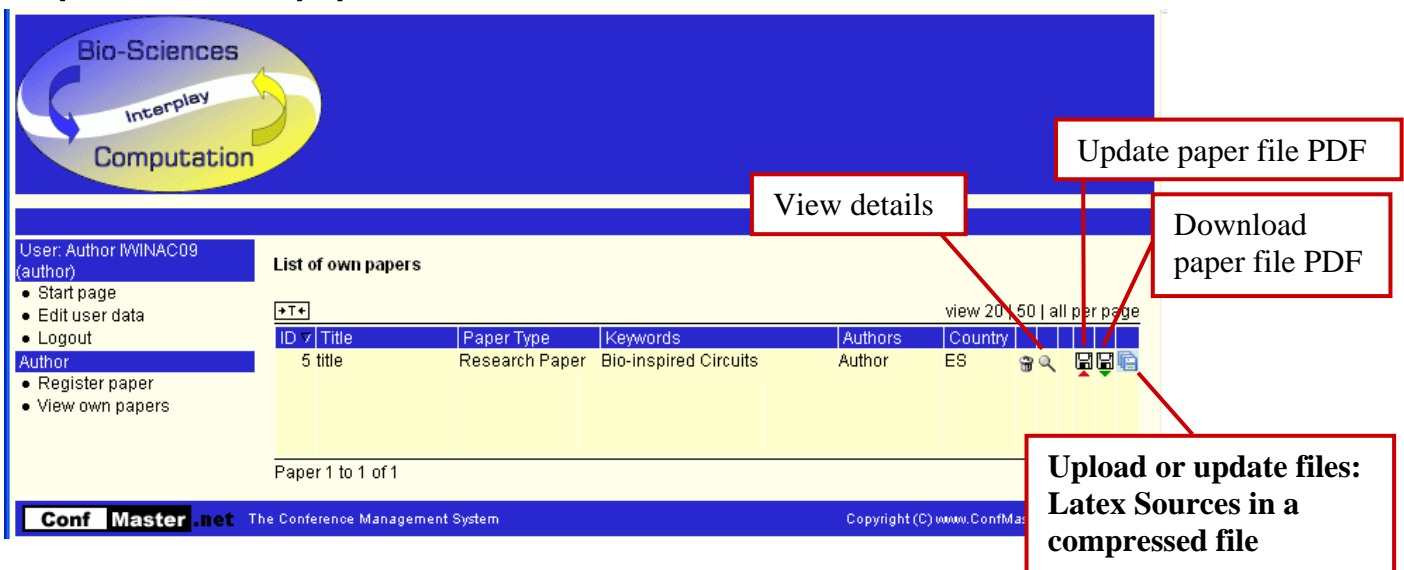 Bio-Sciences
Interplay
Computation
Update paper file PDF
View details
Download
paper file PDF
User: Author IWINAC09
(author)
• Start page
• Edit user data
• Logout
Author
• Register paper
• View own papers
List of own papers
→T←
view 20 | 50 | all per page
ID Title Paper Type Keywords Authors Country
5 title Research Paper Bio-inspired Circuits Author ES
Paper 1 to 1 of 1
Upload or update files:
Latex Sources in a
compressed file
Conf Master .net The Conference Management System
Copyright (C) www.ConfMas